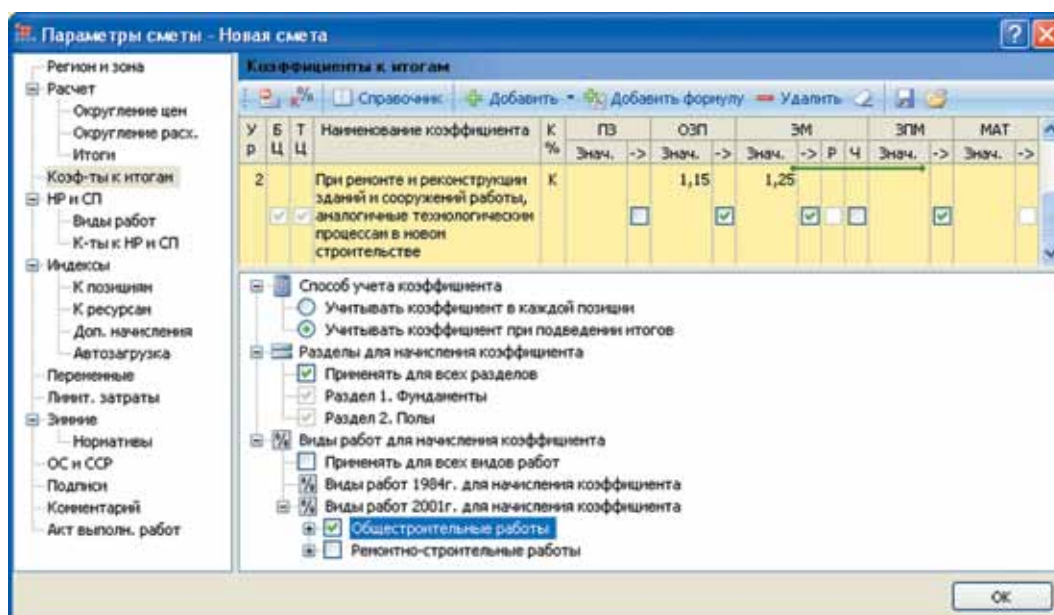 Параметры сметы - Новая смета
Регион и зона
Расчет
Округление цен
Округление расх.
Итоги
Коэф-ты к итогам
НР и СП
Виды работ
К-ты к НР и СП
Индексы
К позициям
К ресурсам
Доп. начисления
Автозагрузка
Переменные
Лимит. затраты
Зимние
Нормативы
ОС и ССР
Подписи
Комментарий
Акт выполн. работ
Коэффициенты к итогам
Справочник Добавить Добавить формулу Удалить
У Б Т Наименование коэффициента К ПЗ ОЗП ЭМ ЗПМ МАТ
р Ц Ц % Знач. -> Знач. -> Знач. -> Р Ч Знач. -> Знач. ->
2 При ремонте и реконструкции К 1,15 1,25
зданий и сооружений работы,
аналогичные технологическим
процессам в новом
строительстве
Способ учета коэффициента
Учитывать коэффициент в каждой позиции
Учитывать коэффициент при подведении итогов
Разделы для начисления коэффициента
Применять для всех разделов
Раздел 1. Фундаменты
Раздел 2. Полы
Виды работ для начисления коэффициента
Применять для всех видов работ
Виды работ 1984г. для начисления коэффициента
Виды работ 2001г. для начисления коэффициента
Общестроительные работы
Ремонтно-строительные работы
ОК